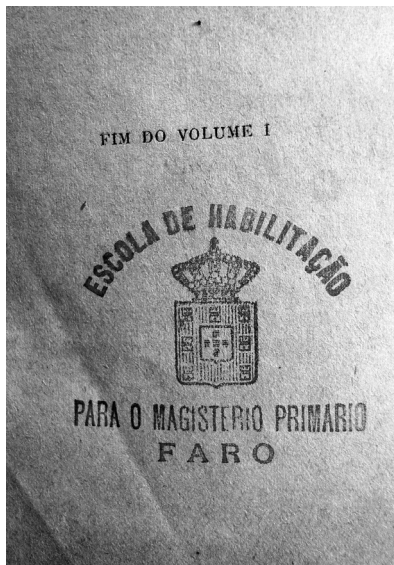 FIM DO VOLUME I
ESCOLA DE HABILITAÇÃO
PARA O MAGISTERIO PRIMARIO
FARO